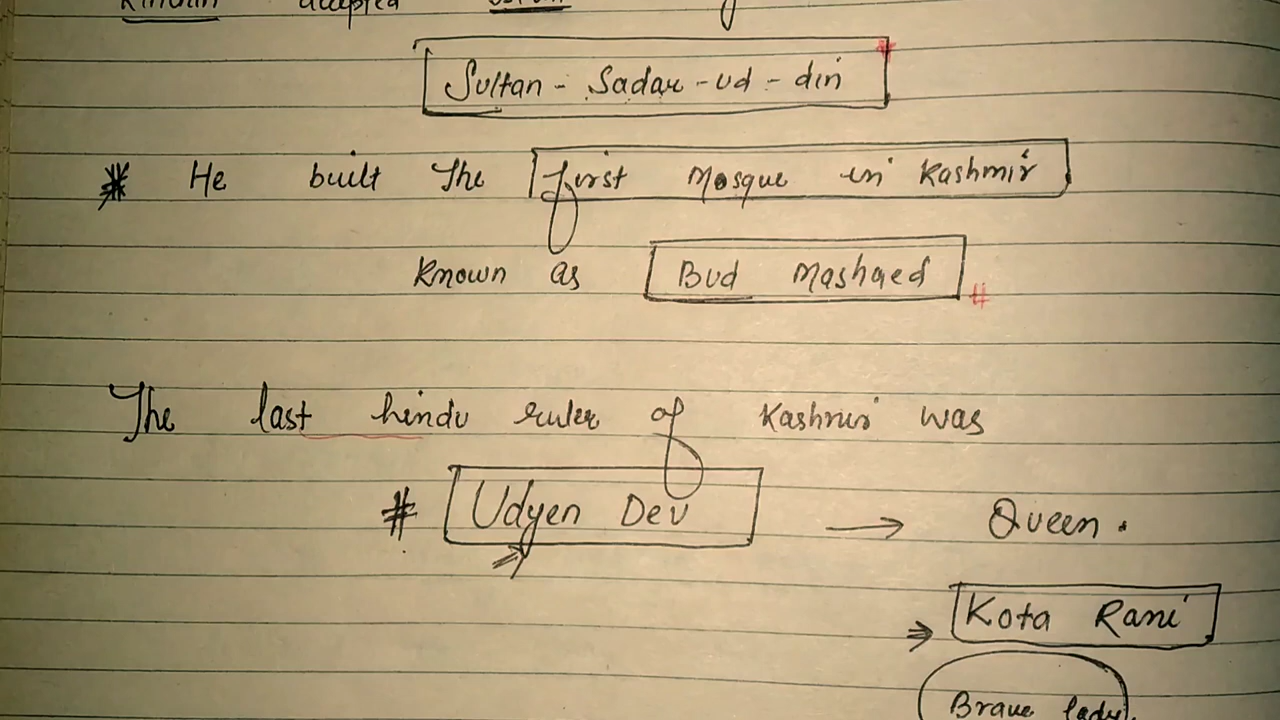 accepted
Sultan - Sadar - ud - din
* He built the first Mosque in Kashmir
known as Bud Mashaed #
The last hindu ruler of Kashmir was
# Udyen Dev → Queen.
⇒ Kota Rani
Brave lady.